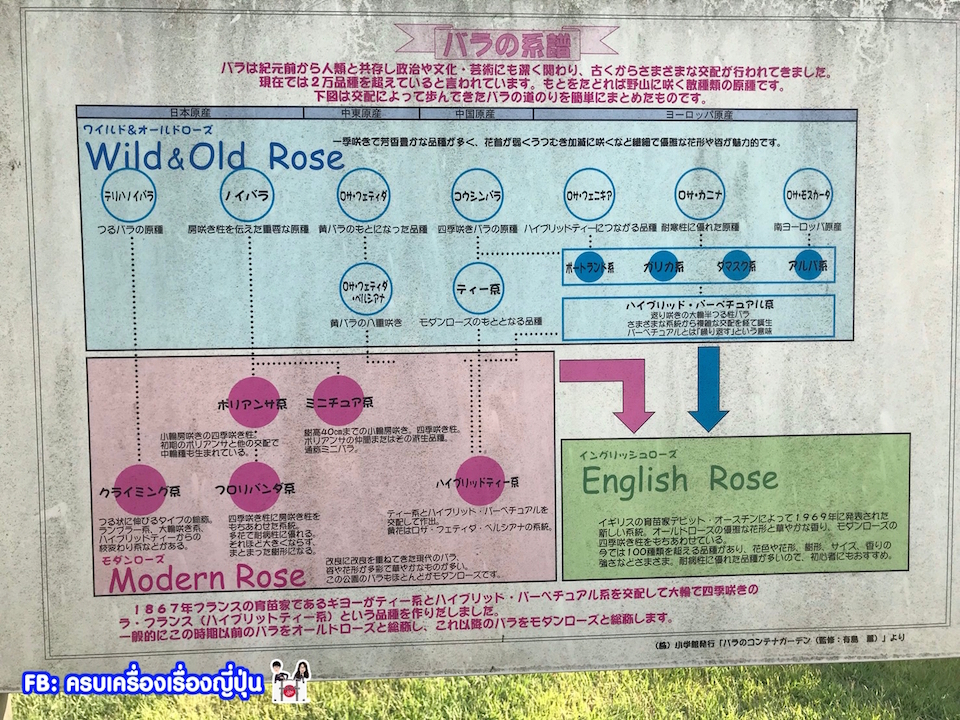 バラの系譜
バラは紀元前から人類と共存し政治や文化・芸術にも深く関わり、古くからさまざまな交配が行われてきました。
現在では２万品種を超えていると言われています。もとをたどれば野山に咲く数種類の原種です。
下図は交配によって歩んできたバラの道のりを簡単にまとめたものです。
日本原産 中東原産 中国原産 ヨーロッパ原産
ワイルド&オールドローズ
Wild&Old Rose
一季咲きで芳香豊かな品種が多く、花首が弱くうつむき加減に咲くなど繊細で優雅な花形や姿が魅力的です。
テリハノイバラ ノイバラ ロサ・フェティダ コウシンバラ ロサ・フェニキア ロサ・カニナ ロサ・モスカータ
つるバラの原種 房咲き性を伝えた重要な原種 黄バラのもとになった品種 四季咲きバラの原種 ハイブリッドティーにつながる品種 耐寒性に優れた原種 南ヨーロッパ原産
ポートランド系 ガリカ系 ダマスク系 アルバ系
ロサ・フェティダ
・ペルシアナ
ティー系
黄バラの八重咲き モダンローズのもととなる品種
ハイブリッド・パーペチュアル系
返り咲きの大輪半つる性バラ
さまざまな系統から複雑な交配を経て誕生
パーペチュアルとは「繰り返す」という意味
ポリアンサ系 ミニチュア系
小輪房咲きの四季咲き性。
初期のポリアンサと他の交配で
中輪種も生まれている。
樹高40cmまでの小輪房咲き。四季咲き性。
ポリアンサの仲間またはその派生品種。
通称ミニバラ。
クライミング系 フロリバンダ系 ハイブリッドティー系
つる状に伸びるタイプの総称。
ランブラー系、大輪咲き系、
ハイブリッドティーからの
枝変わり系などがある。
四季咲き性に房咲き性を
もちあわせた系統。
多花で耐病性に優れる。
それほど大きくならず、
まとまった樹形になる。
ティー系とハイブリッド・パーペチュアルを
交配して作出。
黄花はロサ・フェティダ・ペルシアナの系統。
モダンローズ
Modern Rose
改良に改良を重ねてきた現代のバラ。
姿や花形が多彩で華やかなものが多い。
この公園のバラもほとんどがモダンローズです。
イングリッシュローズ
English Rose
イギリスの育苗家デビット・オースチンによって１９６９年に発表された
新しい系統。オールドローズの優雅な花形と華やかな香り、モダンローズの
四季咲き性をもちあわせている。
今では１００種類を超える品種があり、花色や花形、樹形、サイズ、香りの
強さなどさまざま。耐病性に優れた品種が多いので、初心者にもおすすめ。
１８６７年フランスの育苗家であるギヨーがティー系とハイブリッド・パーペチュアル系を交配して大輪で四季咲きの
ラ・フランス（ハイブリッドティー系）という品種を作りだしました。
一般的にこの時期以前のバラをオールドローズと総称し、これ以降のバラをモダンローズと総称します。
小学館発行「バラのコンテナガーデン（監修：有島 薫）」より
FB: ครบเครื่องเรื่องญี่ปุ่น